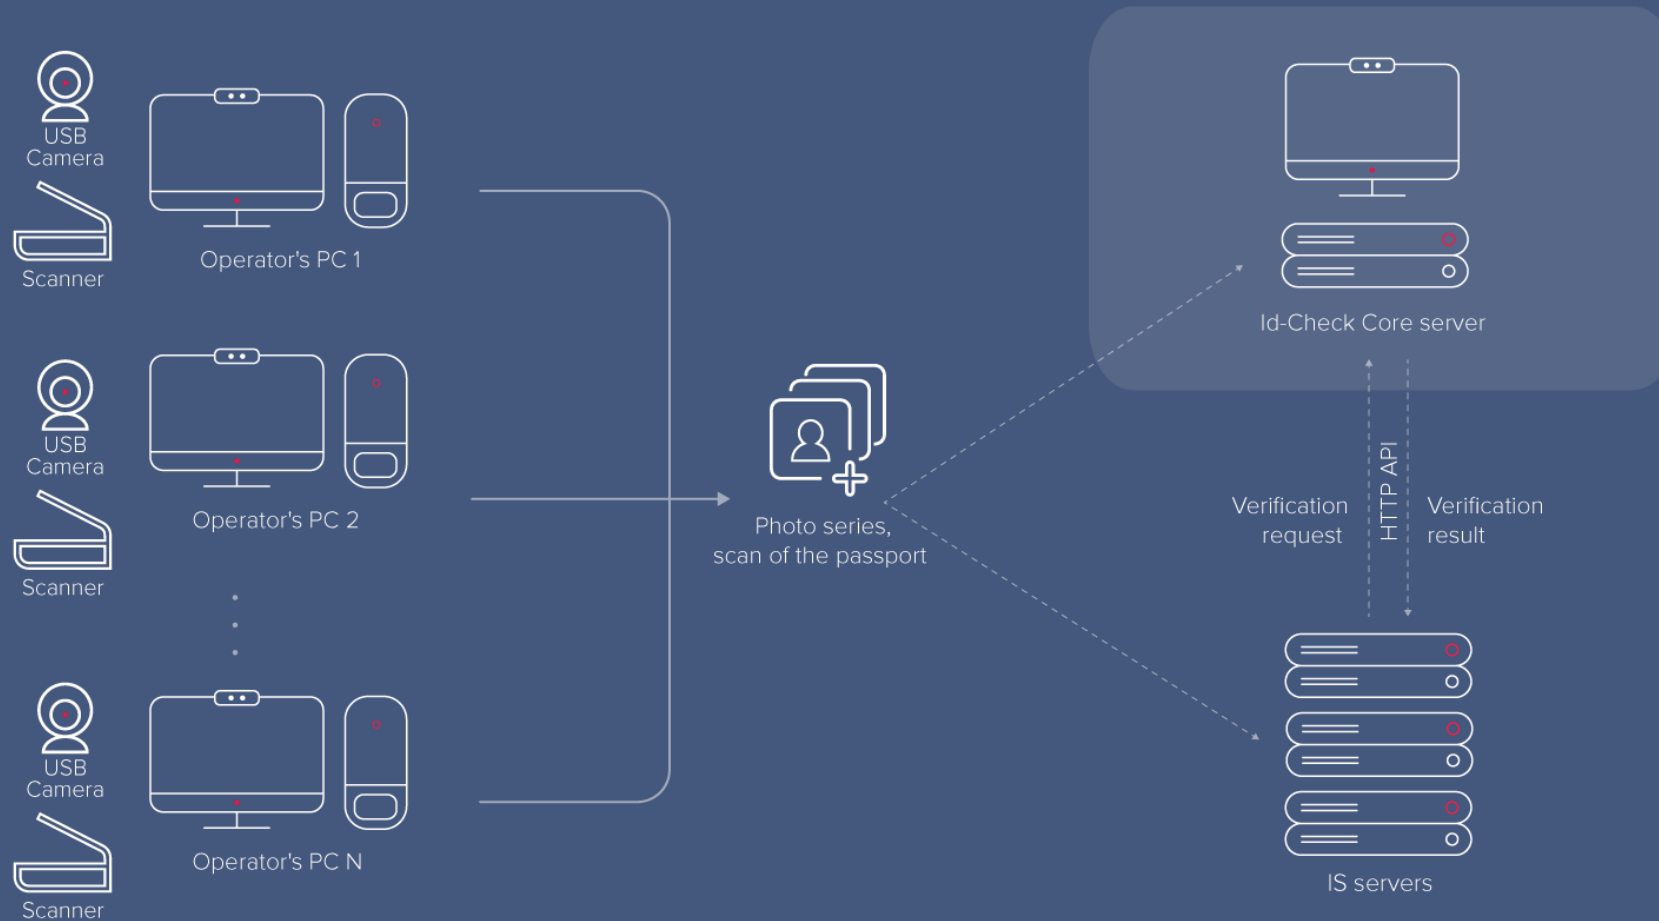 USB
Camera
Scanner
Operator's PC 1
USB
Camera
Scanner
Operator's PC 2
USB
Camera
Scanner
Operator's PC N
Photo series,
scan of the passport
Id-Check Core server
Verification
request
HTTP API
Verification
result
IS servers